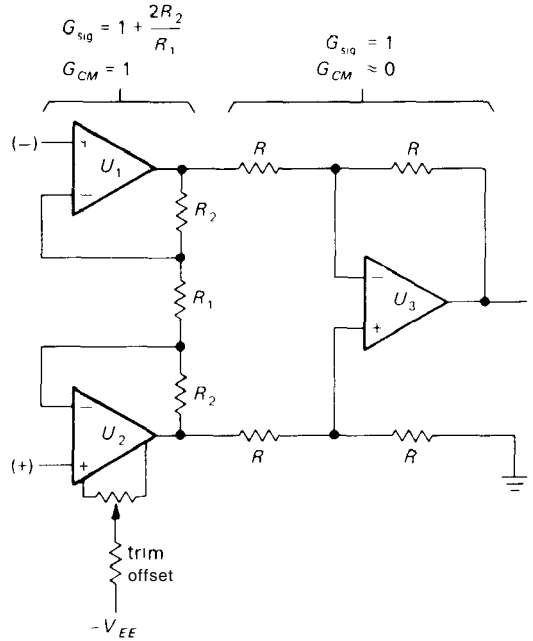 G_sig = 1 + 2R_2 / R_1
G_CM = 1
G_sig = 1
G_CM ≈ 0
(−)
+
−
U_1
R_2
R_1
R_2
−
+
U_2
(+)
R
R
−
+
U_3
R
R
trim
offset
−V_EE